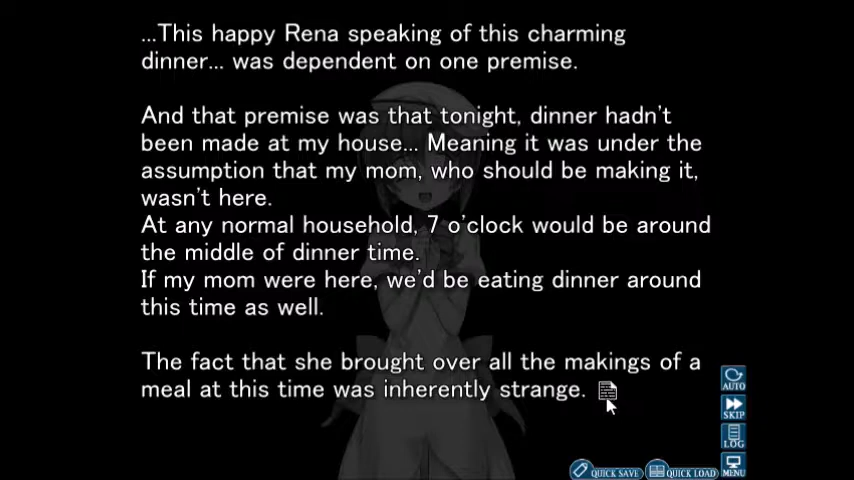 ...This happy Rena speaking of this charming
dinner... was dependent on one premise.
And that premise was that tonight, dinner hadn't
been made at my house... Meaning it was under the
assumption that my mom, who should be making it,
wasn't here.
At any normal household, 7 o'clock would be around
the middle of dinner time.
If my mom were here, we'd be eating dinner around
this time as well.
The fact that she brought over all the makings of a
meal at this time was inherently strange.
AUTO
SKIP
LOG
MENU
QUICK SAVE
QUICK LOAD